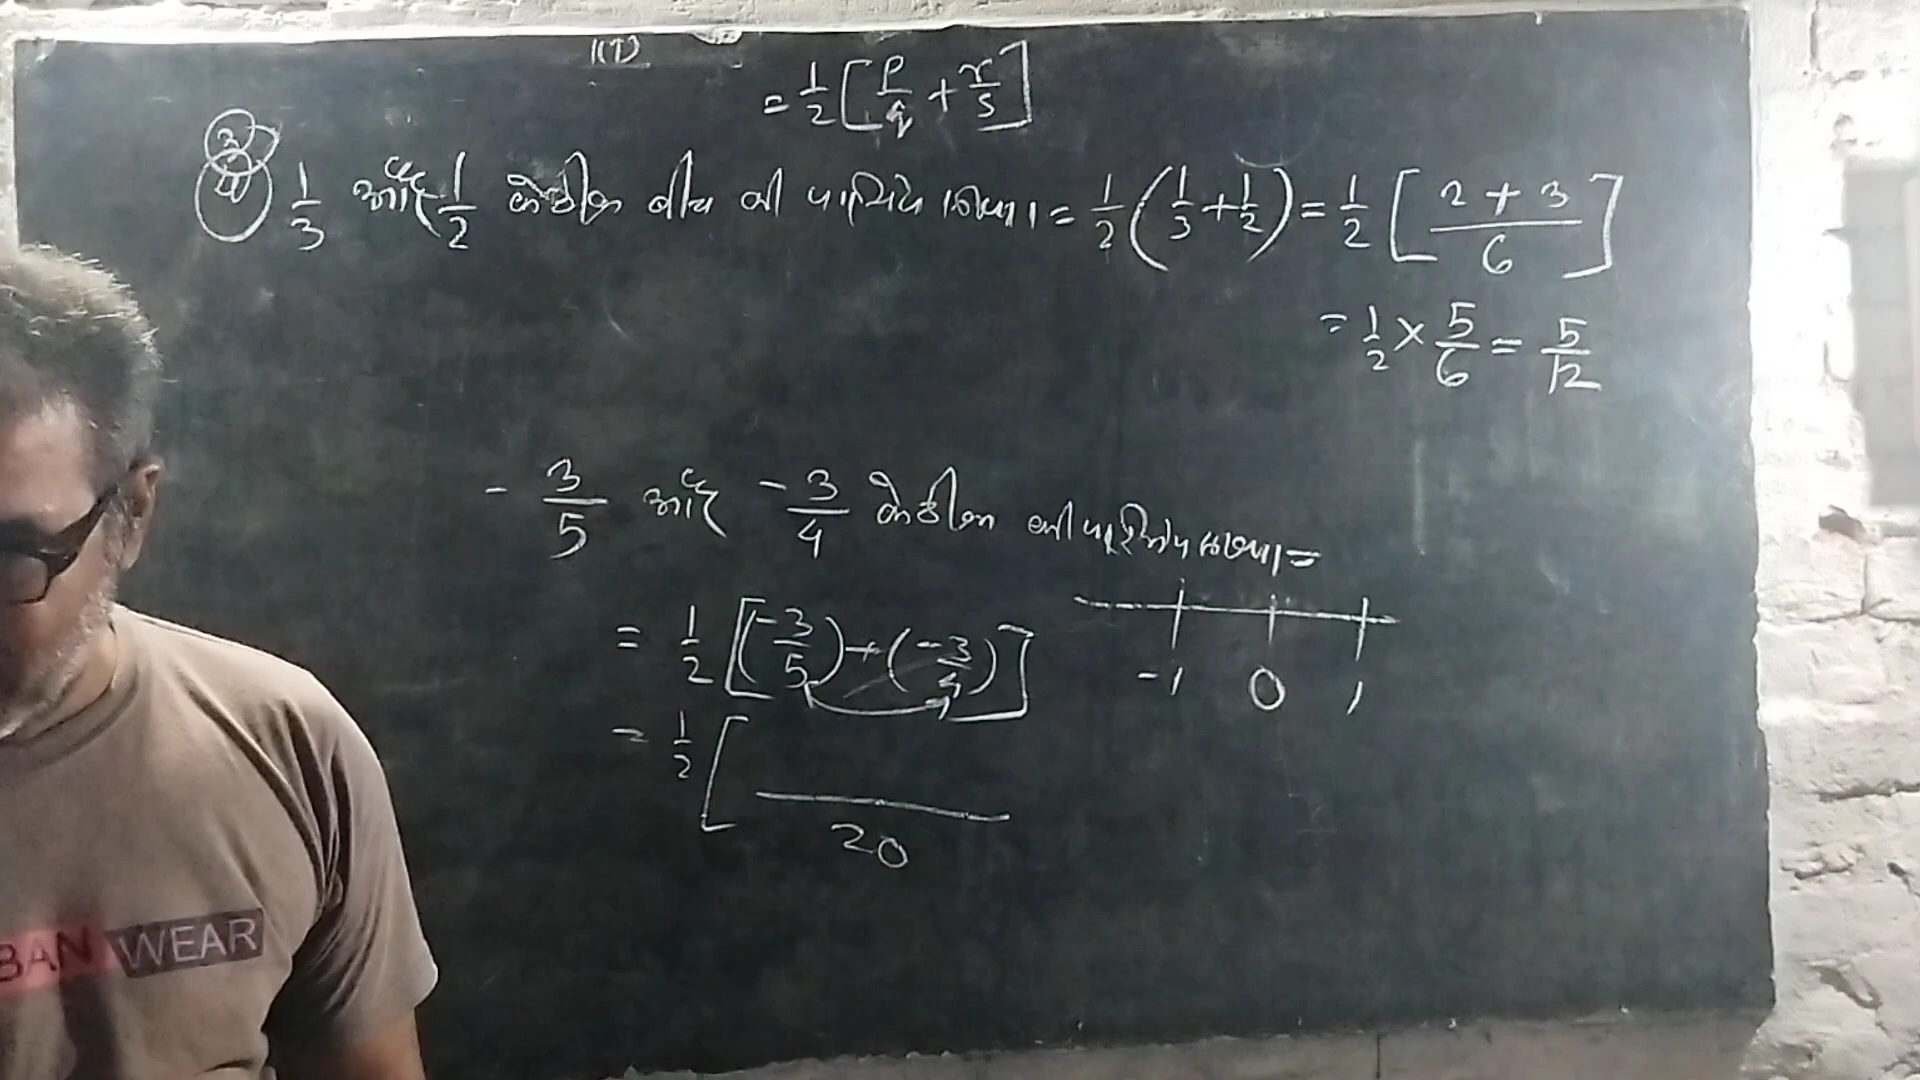 = 1/2 [p/q + r/s]
1/3 और 1/2 के ठीक बीच की परिमेय संख्या = 1/2 (1/3 + 1/2) = 1/2 [(2 + 3)/6]
= 1/2 × 5/6 = 5/12
- 3/5 और - 3/4 के ठीक की परिमेय संख्या =
= 1/2 [(-3/5) + (-3/4)]
-1 0 1
= 1/2 [ ——— / 20
BAN WEAR